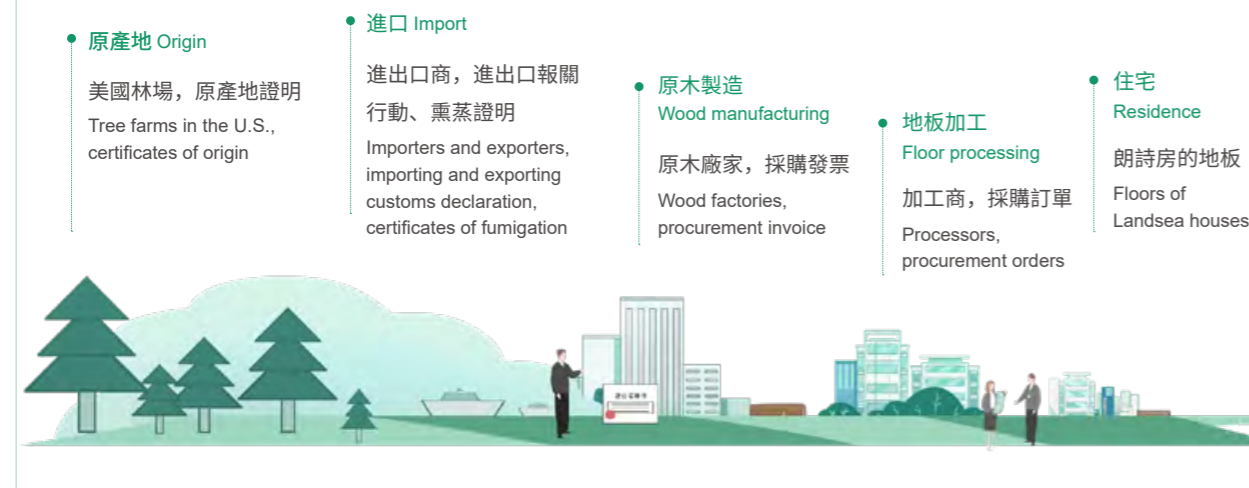 原產地 Origin
美國林場，原產地證明
Tree farms in the U.S.,
certificates of origin
進口 Import
進出口商，進出口報關
行動、熏蒸證明
Importers and exporters,
importing and exporting
customs declaration,
certificates of fumigation
原木製造
Wood manufacturing
原木廠家，採購發票
Wood factories,
procurement invoice
地板加工
Floor processing
加工商，採購訂單
Processors,
procurement orders
住宅
Residence
朗詩房的地板
Floors of
Landsea houses